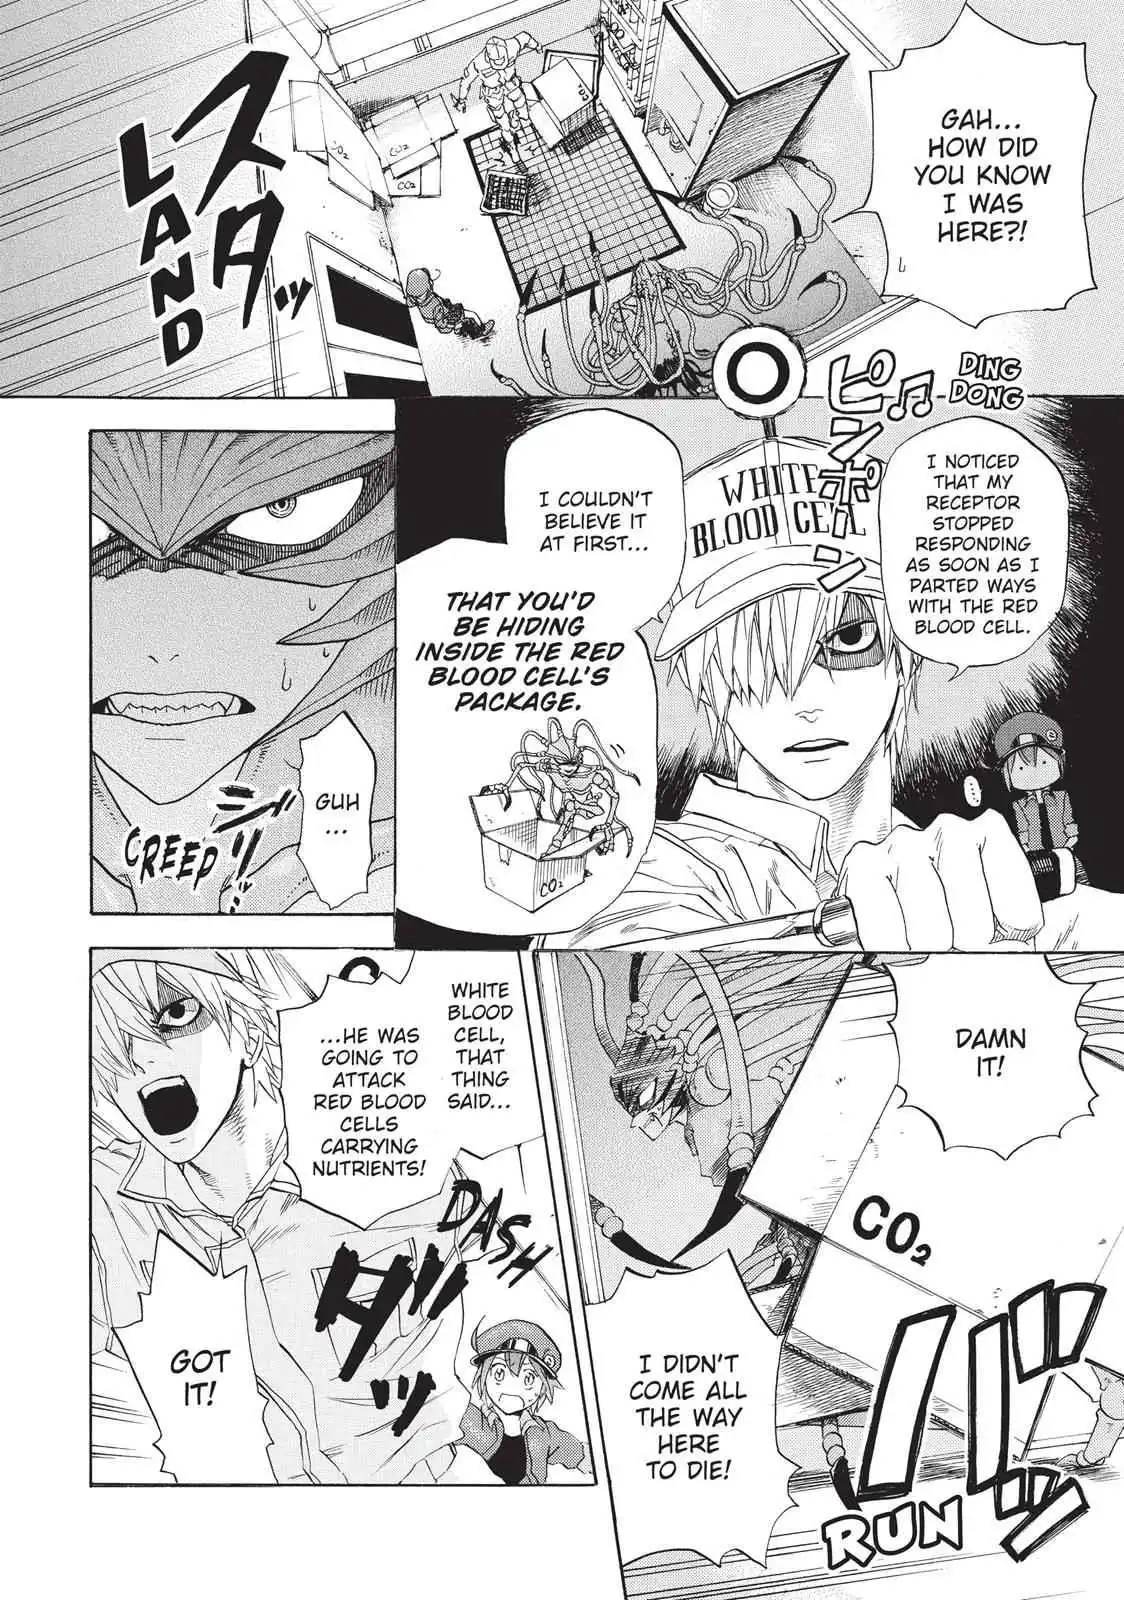 GAH...
HOW DID
YOU KNOW
I WAS
HERE?!
スタッ
LAND
CO2
CO2
CO2
ピンポーン
DING
DONG
I NOTICED
THAT MY
RECEPTOR
STOPPED
RESPONDING
AS SOON AS I
PARTED WAYS
WITH THE RED
BLOOD CELL.
WHITE
BLOOD CELL
I COULDN'T
BELIEVE IT
AT FIRST...
THAT YOU'D
BE HIDING
INSIDE THE RED
BLOOD CELL'S
PACKAGE.
CO2
......
GUH
...
CREEP
DAMN
IT!
CO2
I DIDN'T
COME ALL
THE WAY
HERE
TO DIE!
バッ
RUN
WHITE
BLOOD
CELL,
THAT
THING
SAID...
...HE WAS
GOING TO
ATTACK
RED BLOOD
CELLS
CARRYING
NUTRIENTS!
DASH
ダッ
GOT
IT!